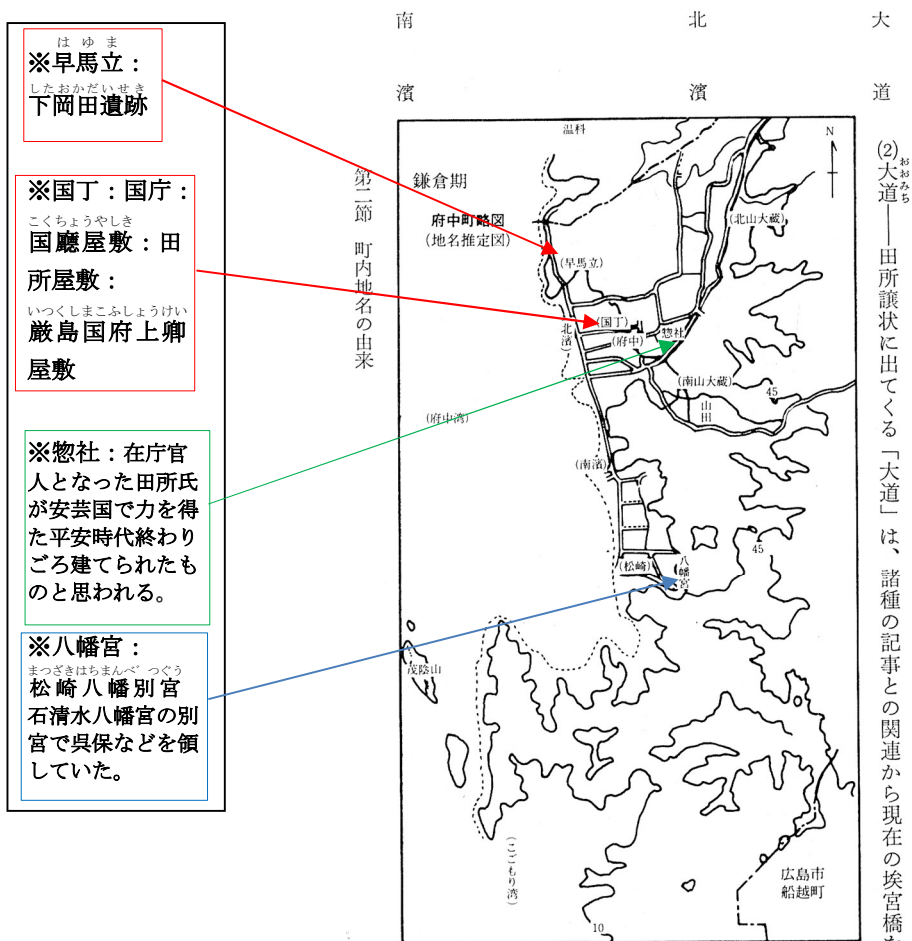 ※早馬立：
はゆま
下岡田遺跡
したおかだいせき
※国丁：国庁：
国廳屋敷：田
こくちょうやしき
所屋敷：
厳島国府上卿
いつくしまこふしょうけい
屋敷
※惣社：在庁官
人となった田所氏
が安芸国で力を得
た平安時代終わり
ごろ建てられたも
のと思われる。
※八幡宮：
松崎八幡別宮
まつざきはちまんべつぐう
石清水八幡宮の別
宮で呉保などを領
していた。
大道
北濱
南濱
(2)大道——田所譲状に出てくる「大道」は、諸種の記事との関連から現在の埃宮橋を
おおみち
第二節　町内地名の由来
鎌倉期
府中町略図
(地名推定図)
温科
N
(北山大蔵)
(早馬立)
(国丁)
(府中)
惣社
北濱)
(南山大蔵)
45
山田
(府中湾)
(南濱)
(松崎)
八幡宮
45
茂陰山
(こごもり湾)
広島市
船越町
10